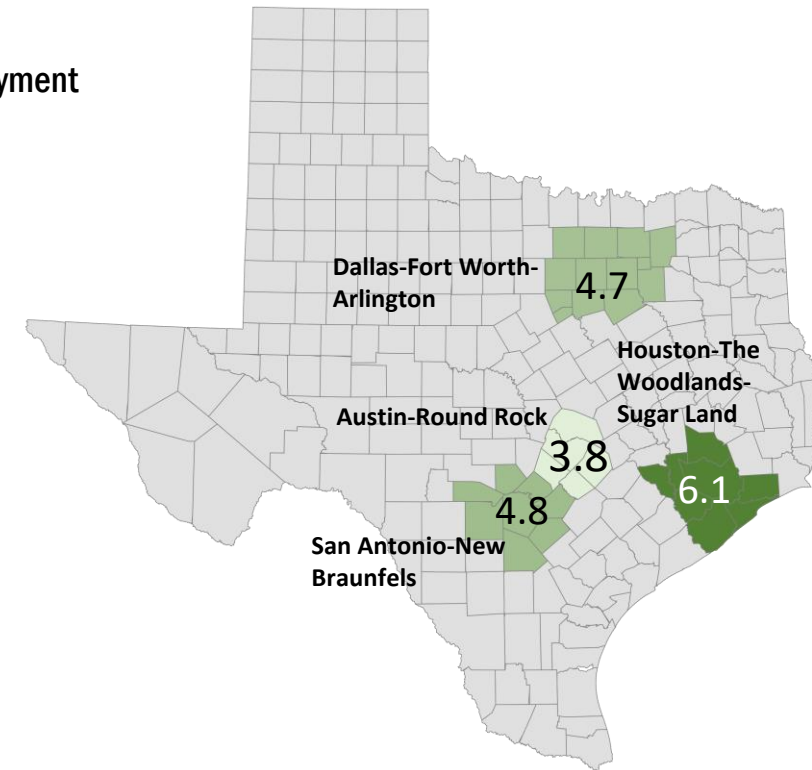 yment
Dallas-Fort Worth-
Arlington
4.7
Houston-The
Woodlands-
Sugar Land
Austin-Round Rock
3.8
6.1
4.8
San Antonio-New
Braunfels